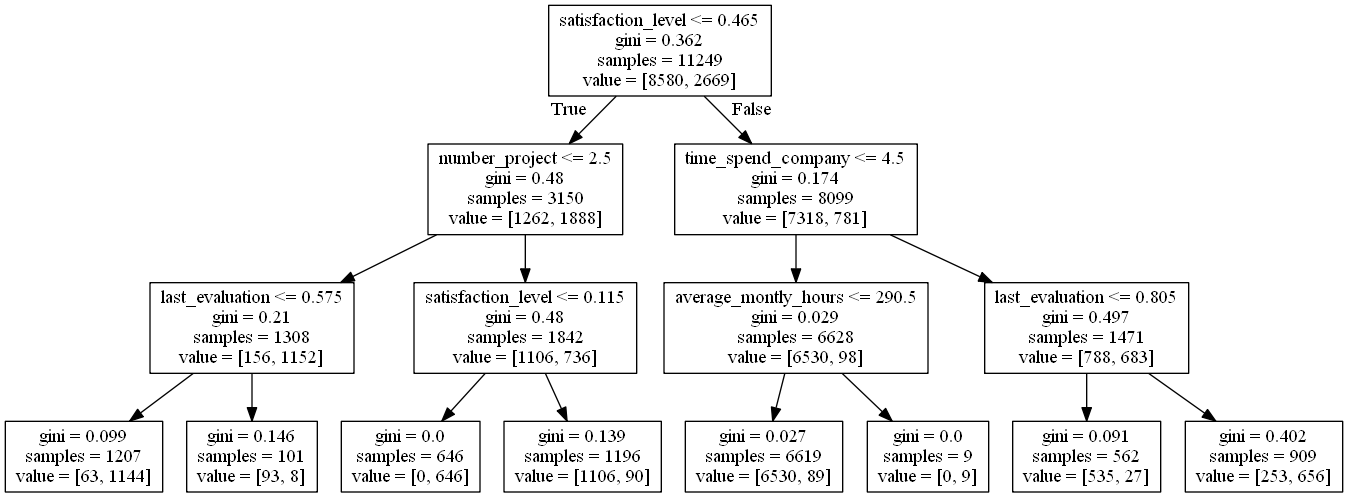 satisfaction_level <= 0.465
gini = 0.362
samples = 11249
value = [8580, 2669]
True
False
number_project <= 2.5
gini = 0.48
samples = 3150
value = [1262, 1888]
time_spend_company <= 4.5
gini = 0.174
samples = 8099
value = [7318, 781]
last_evaluation <= 0.575
gini = 0.21
samples = 1308
value = [156, 1152]
satisfaction_level <= 0.115
gini = 0.48
samples = 1842
value = [1106, 736]
average_montly_hours <= 290.5
gini = 0.029
samples = 6628
value = [6530, 98]
last_evaluation <= 0.805
gini = 0.497
samples = 1471
value = [788, 683]
gini = 0.099
samples = 1207
value = [63, 1144]
gini = 0.146
samples = 101
value = [93, 8]
gini = 0.0
samples = 646
value = [0, 646]
gini = 0.139
samples = 1196
value = [1106, 90]
gini = 0.027
samples = 6619
value = [6530, 89]
gini = 0.0
samples = 9
value = [0, 9]
gini = 0.091
samples = 562
value = [535, 27]
gini = 0.402
samples = 909
value = [253, 656]